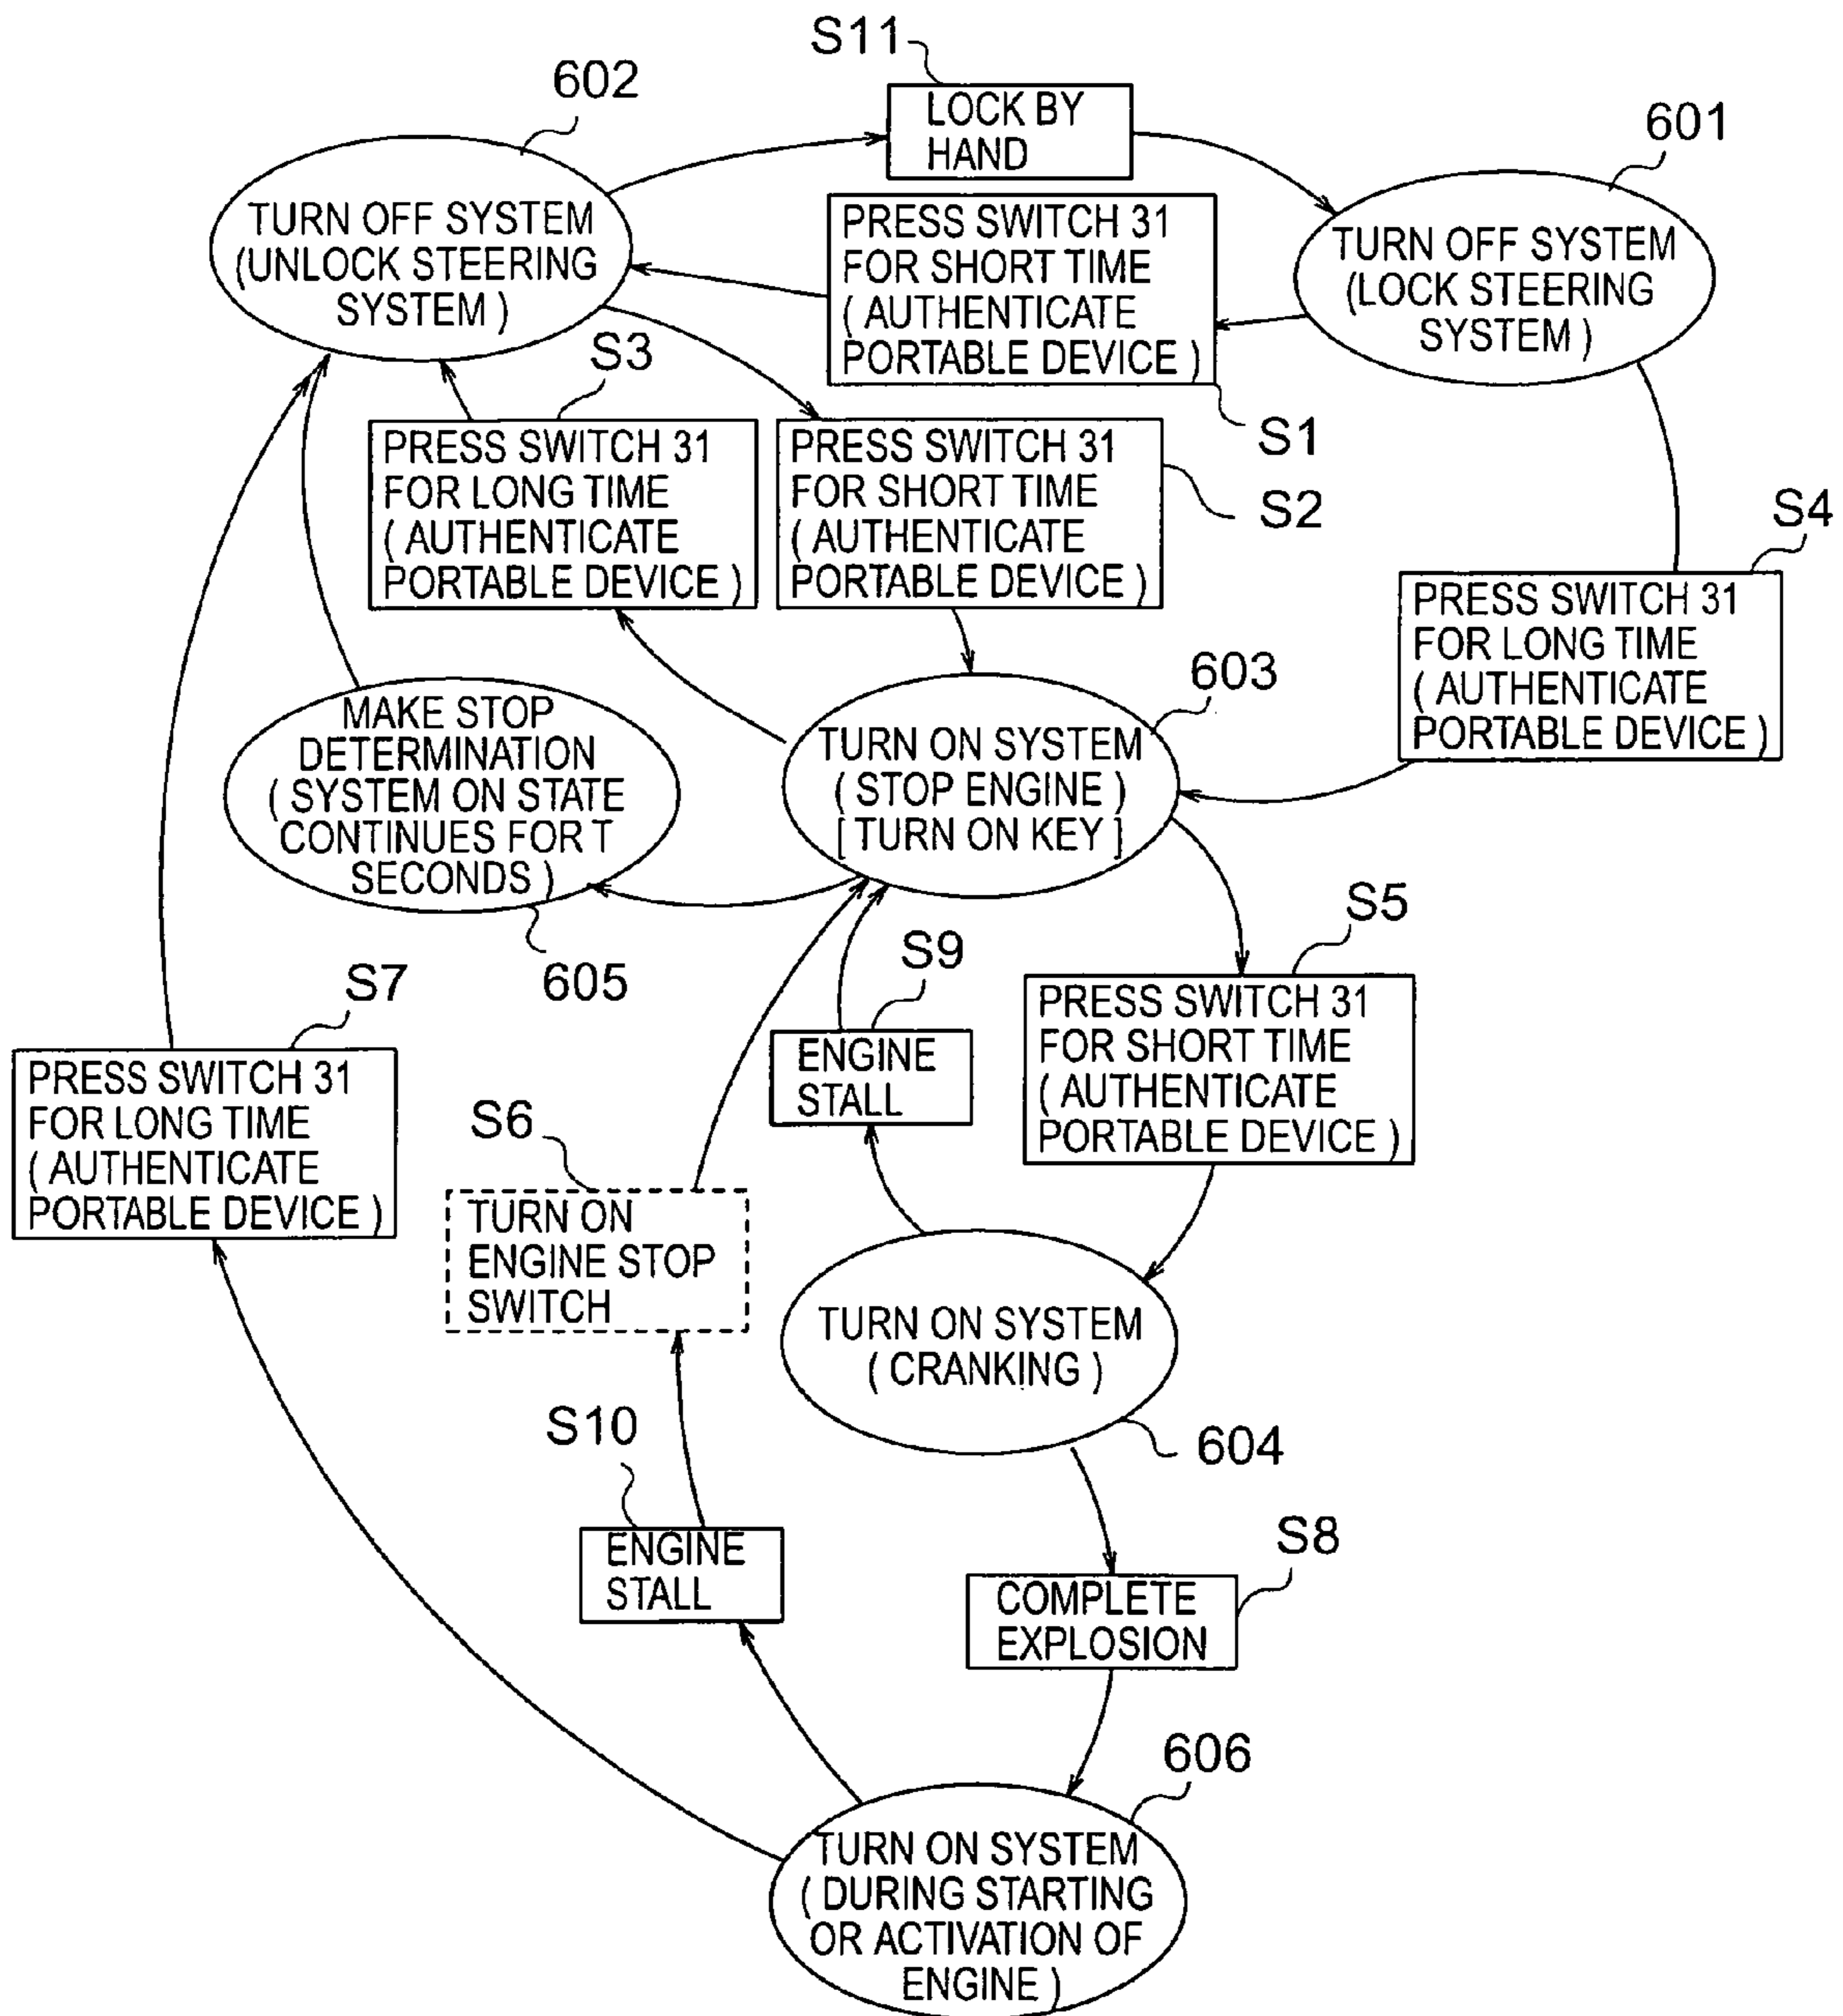 S11
602
LOCK BY
HAND
601
TURN OFF SYSTEM
(UNLOCK STEERING
SYSTEM )
PRESS SWITCH 31
FOR SHORT TIME
( AUTHENTICATE
PORTABLE DEVICE )
S1
TURN OFF SYSTEM
(LOCK STEERING
SYSTEM )
S3
PRESS SWITCH 31
FOR LONG TIME
( AUTHENTICATE
PORTABLE DEVICE )
PRESS SWITCH 31
FOR SHORT TIME
( AUTHENTICATE
PORTABLE DEVICE )
S2
S4
PRESS SWITCH 31
FOR LONG TIME
( AUTHENTICATE
PORTABLE DEVICE )
603
MAKE STOP
DETERMINATION
( SYSTEM ON STATE
CONTINUES FOR T
SECONDS )
605
TURN ON SYSTEM
( STOP ENGINE )
[ TURN ON KEY ]
S5
PRESS SWITCH 31
FOR SHORT TIME
( AUTHENTICATE
PORTABLE DEVICE )
S9
ENGINE
STALL
S7
PRESS SWITCH 31
FOR LONG TIME
( AUTHENTICATE
PORTABLE DEVICE )
S6
TURN ON
ENGINE STOP
SWITCH
TURN ON SYSTEM
( CRANKING )
604
S10
ENGINE
STALL
S8
COMPLETE
EXPLOSION
606
TURN ON SYSTEM
( DURING STARTING
OR ACTIVATION OF
ENGINE )